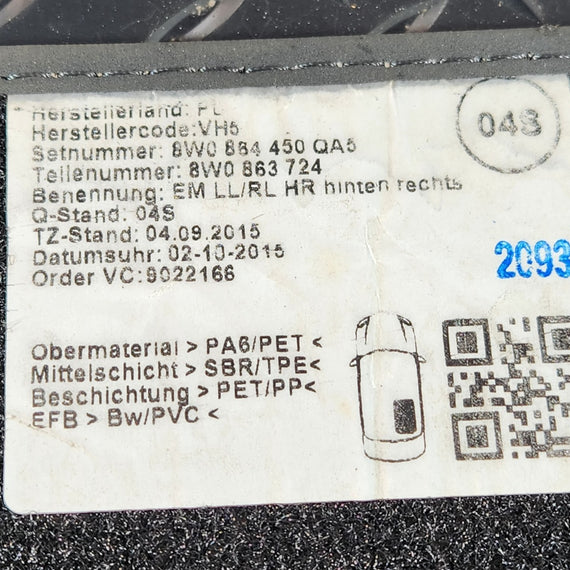 Herstellerland: PL
Herstellercode:VH5
Setnummer: 8W0 864 450 QA5
Teilenummer: 8W0 863 724
Benennung: EM LL/RL HR hinten rechts
Q-Stand: 04S
TZ-Stand: 04.09.2015
Datumsuhr: 02-10-2015
Order VC:9022166
04S
2093
Obermaterial > PA6/PET <
Mittelschicht > SBR/TPE<
Beschichtung > PET/PP<
EFB > Bw/PVC <